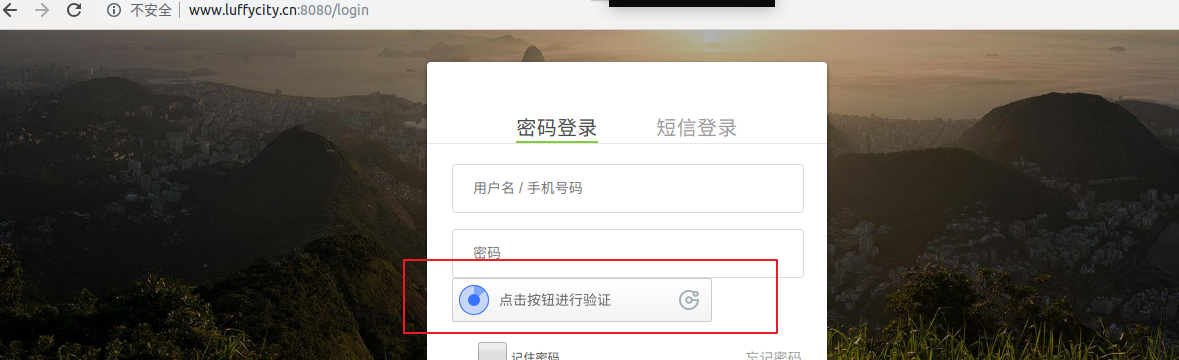 不安全 www.luffycity.cn:8080/login
密码登录 短信登录
用户名 / 手机号码
密码
点击按钮进行验证
记住密码 忘记密码